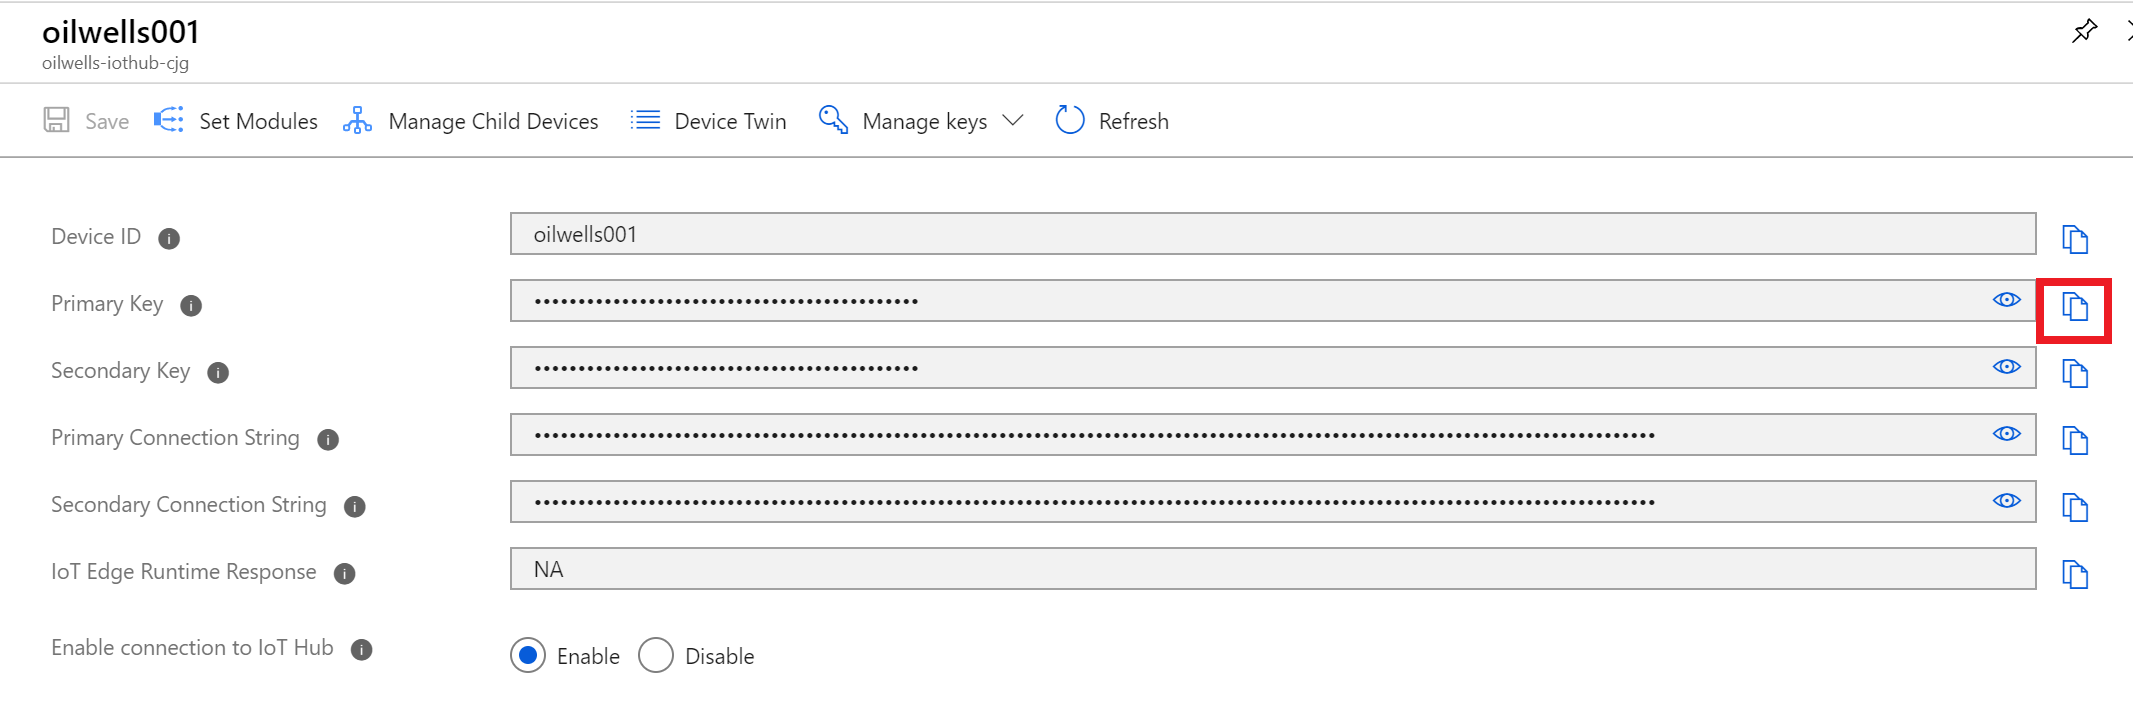 oilwells001
oilwells-iothub-cjg
Save Set Modules Manage Child Devices Device Twin Manage keys Refresh
Device ID oilwells001
Primary Key ••••••••••••••••••••••••••••••••••••••••••••
Secondary Key ••••••••••••••••••••••••••••••••••••••••••••
Primary Connection String ••••••••••••••••••••••••••••••••••••••••••••••••••••••••••••••••••••••••••••••••••••••••••••••••••••••••••••••••••••••••••••••••
Secondary Connection String ••••••••••••••••••••••••••••••••••••••••••••••••••••••••••••••••••••••••••••••••••••••••••••••••••••••••••••••••••••••••••••••••
IoT Edge Runtime Response NA
Enable connection to IoT Hub Enable Disable